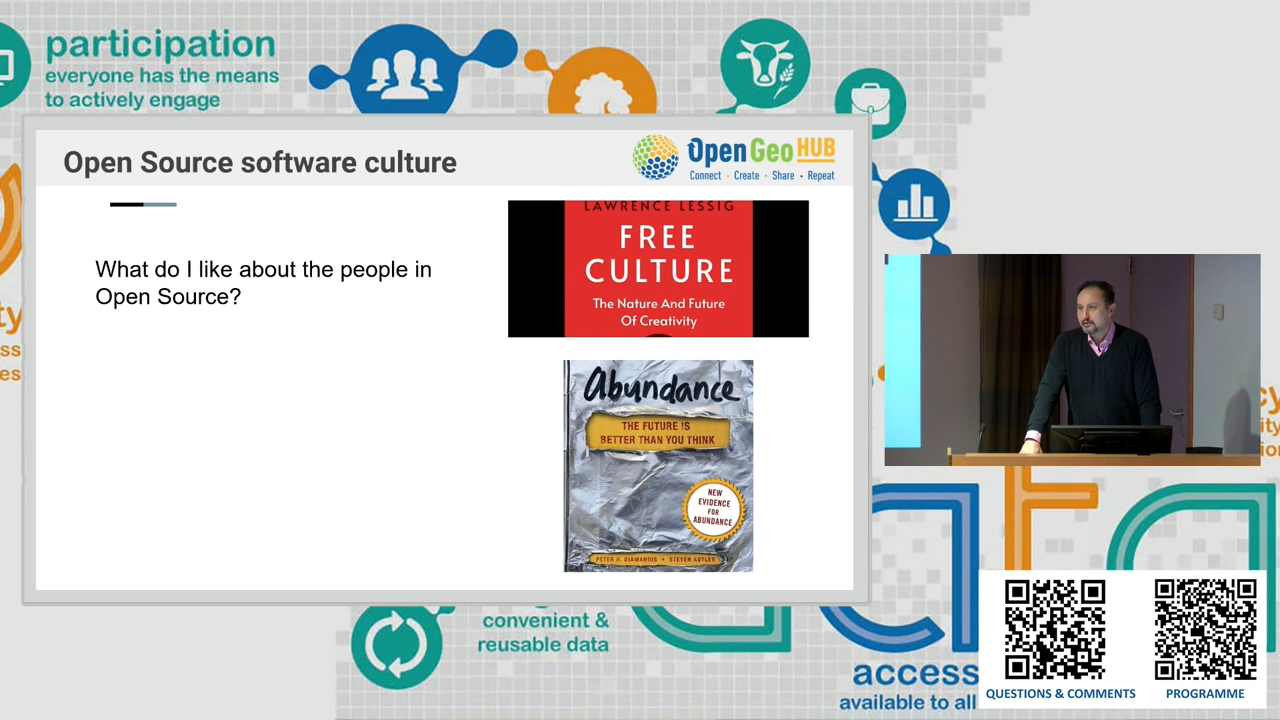 participation
everyone has the means
to actively engage
Open Source software culture
Open Geo HUB
Connect · Create · Share · Repeat
What do I like about the people in
Open Source?
LAWRENCE LESSIG
FREE
CULTURE
The Nature And Future
Of Creativity
Abundance
THE FUTURE IS
BETTER THAN YOU THINK
NEW
EVIDENCE
FOR
ABUNDANCE
PETER H. DIAMANDIS • STEVEN KOTLER
convenient &
reusable data
access
available to all
QUESTIONS & COMMENTS
PROGRAMME